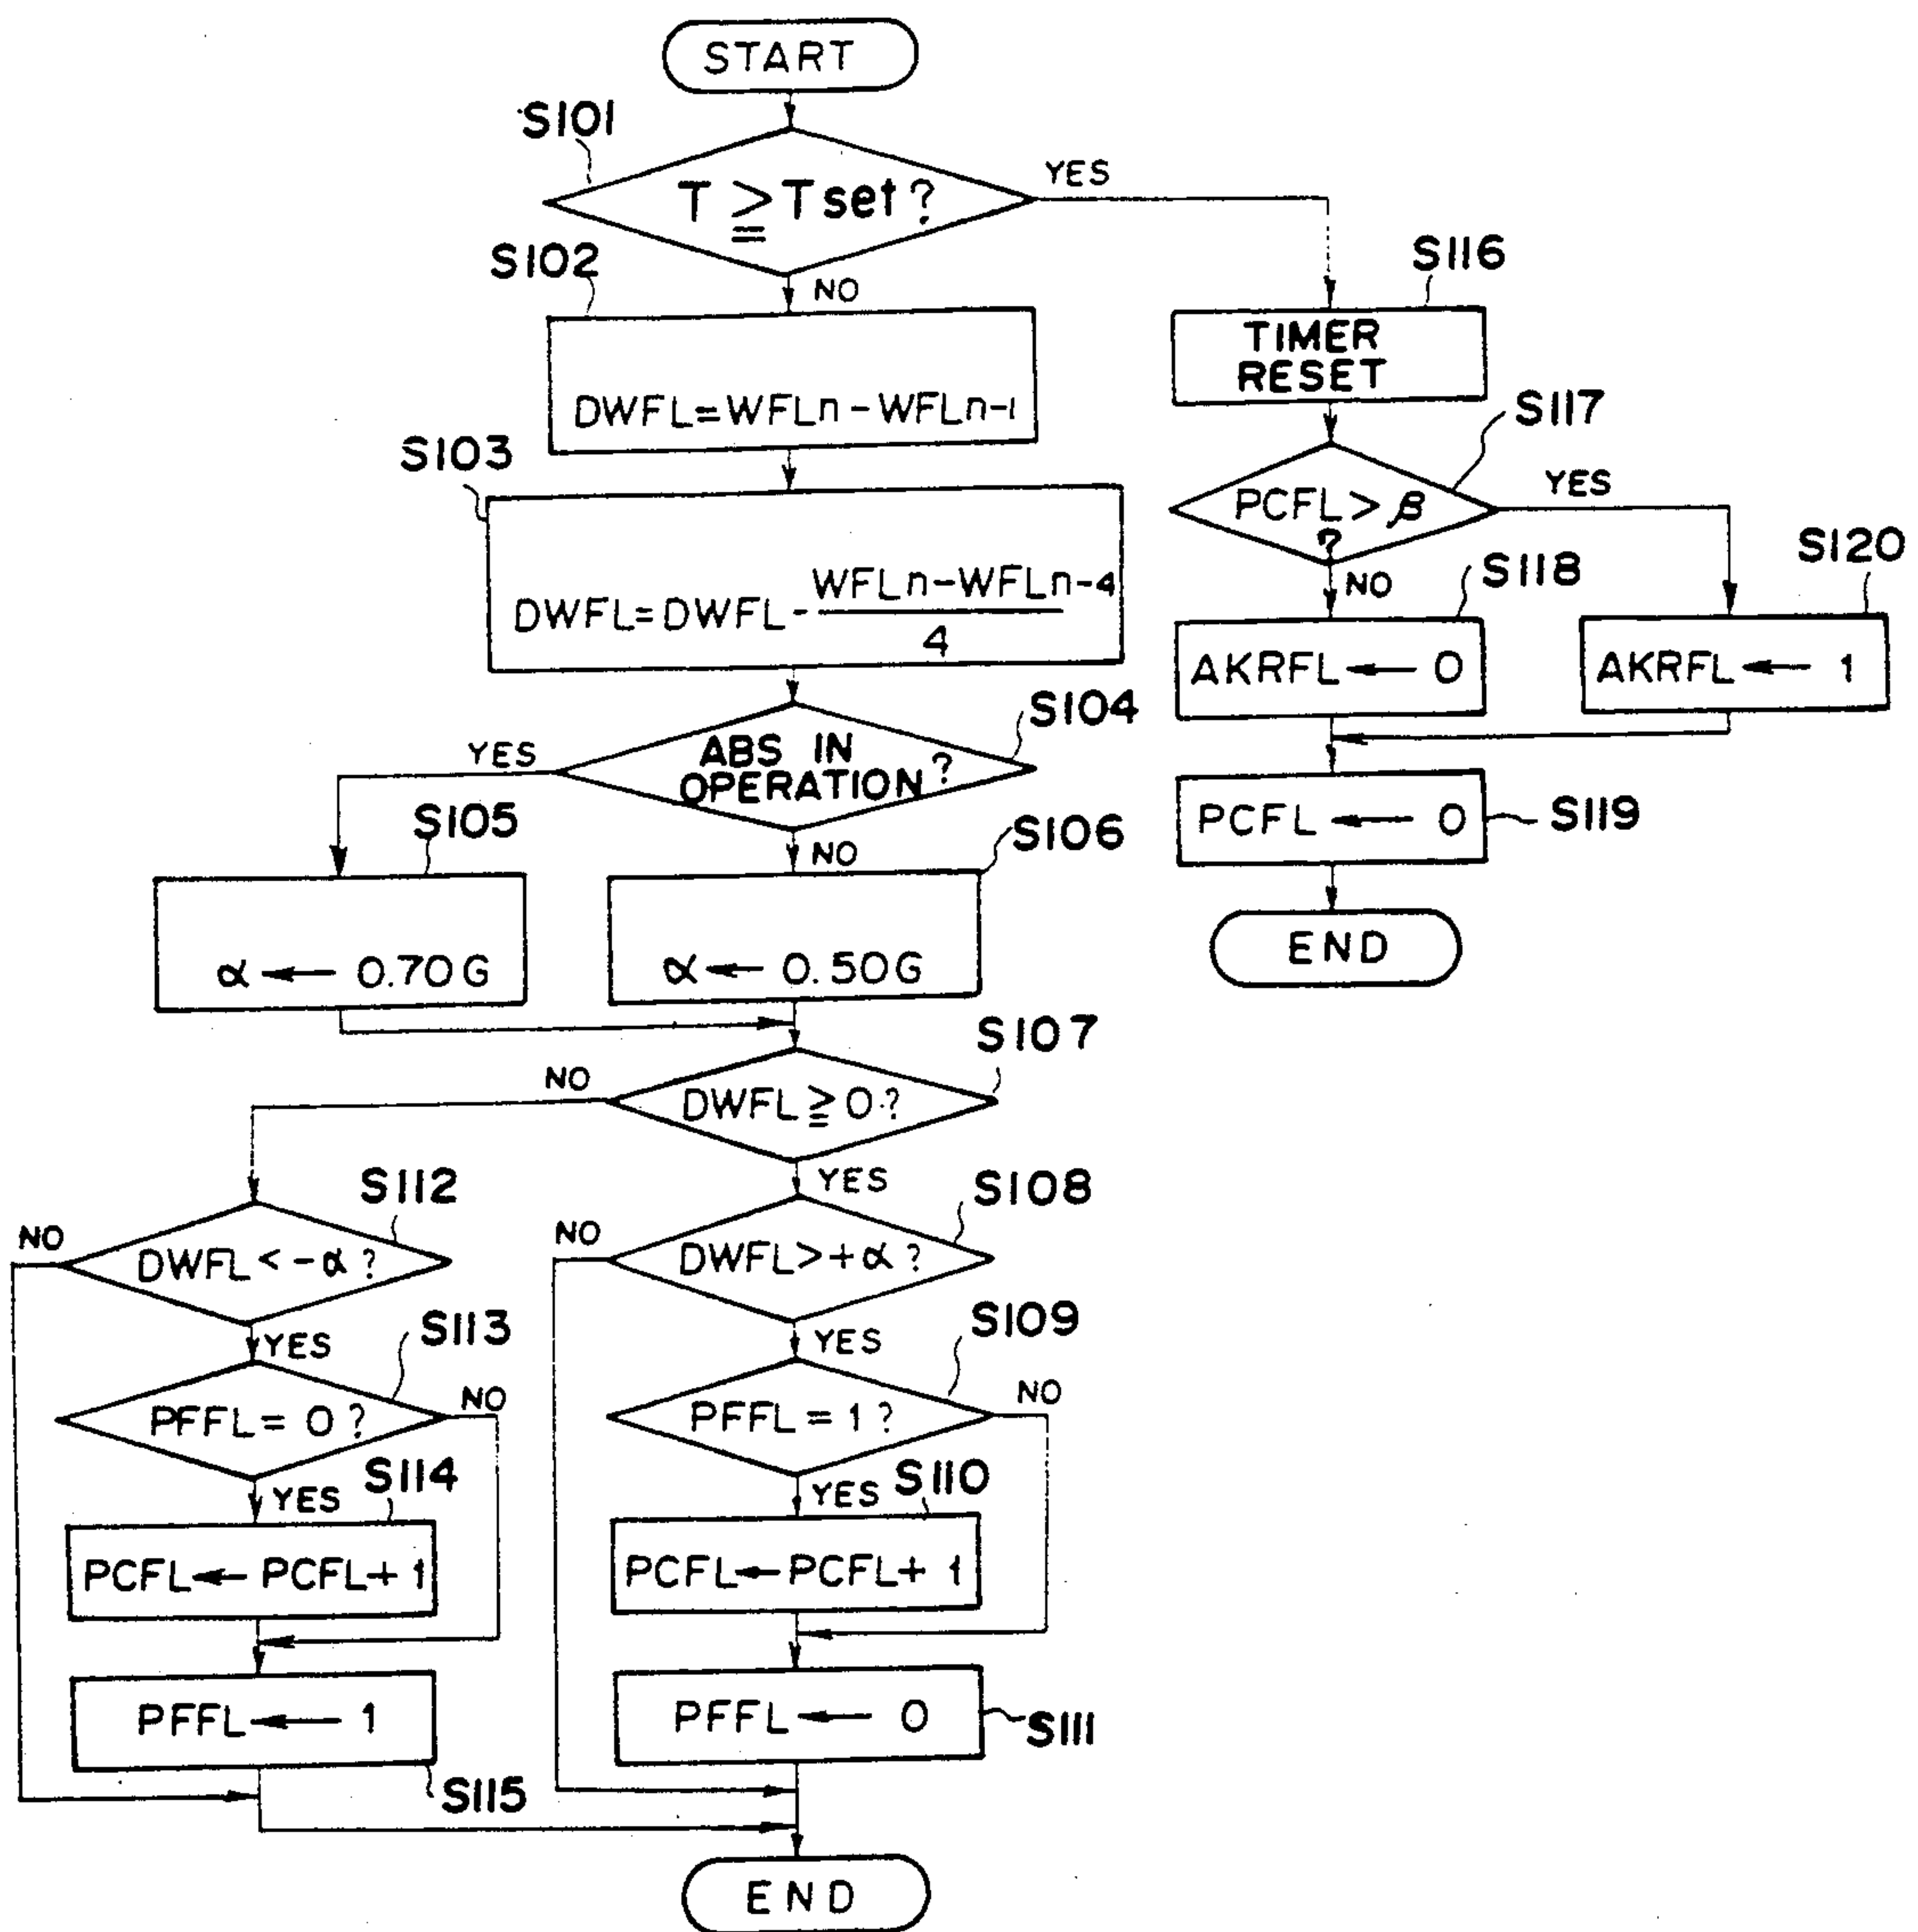 START
S101
T ≧ Tset ?
YES
NO
S102
DWFL=WFLn-WFLn-1
S103
DWFL=DWFL-
WFLn-WFLn-4
4
S104
ABS IN
OPERATION ?
YES
NO
S105
α ← 0.70G
S106
α ← 0.50G
S107
DWFL ≧ 0 ?
NO
YES
S112
DWFL < -α ?
NO
YES
S113
PFFL = 0 ?
NO
YES
S114
PCFL ← PCFL + 1
PFFL ← 1
S115
S108
DWFL > +α ?
NO
YES
S109
PFFL = 1 ?
NO
YES
S110
PCFL ← PCFL + 1
PFFL ← 0
S111
END
S116
TIMER
RESET
S117
PCFL > β
?
YES
NO
S118
AKRFL ← 0
S120
AKRFL ← 1
PCFL ← 0
S119
END